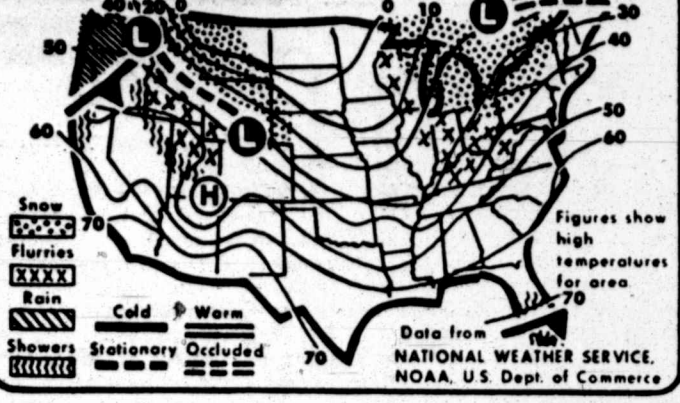 40 20 0
0 10
L
L
30
40
50
60
50
L
60
H
70
Snow
Flurries
XXXX
Rain
Showers
Cold Warm
Stationary Occluded
70
Figures show
high
temperatures
for area
70
Data from
NATIONAL WEATHER SERVICE,
NOAA, U.S. Dept. of Commerce